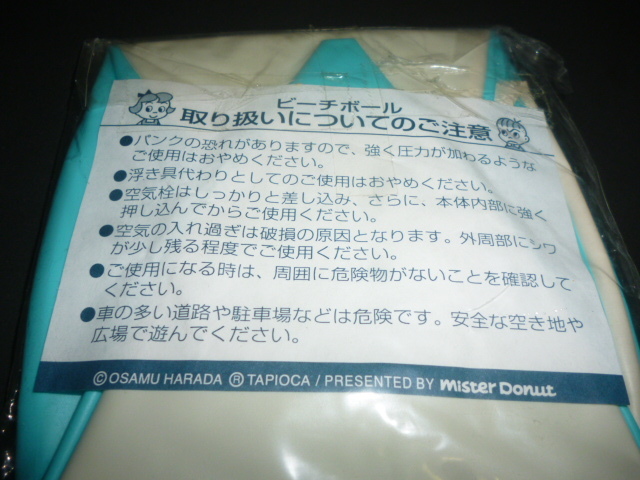 ビーチボール
取り扱いについてのご注意
●パンクの恐れがありますので、強く圧力が加わるような
ご使用はおやめください。
●浮き具代わりとしてのご使用はおやめください。
●空気栓はしっかりと差し込み、さらに、本体内部に強く
押し込んでからご使用ください。
●空気の入れ過ぎは破損の原因となります。外周部にシワ
が少し残る程度でご使用ください。
●ご使用になる時は、周囲に危険物がないことを確認して
ください。
●車の多い道路や駐車場などは危険です。安全な空き地や
広場で遊んでください。
© OSAMU HARADA ® TAPIOCA / PRESENTED BY mister Donut